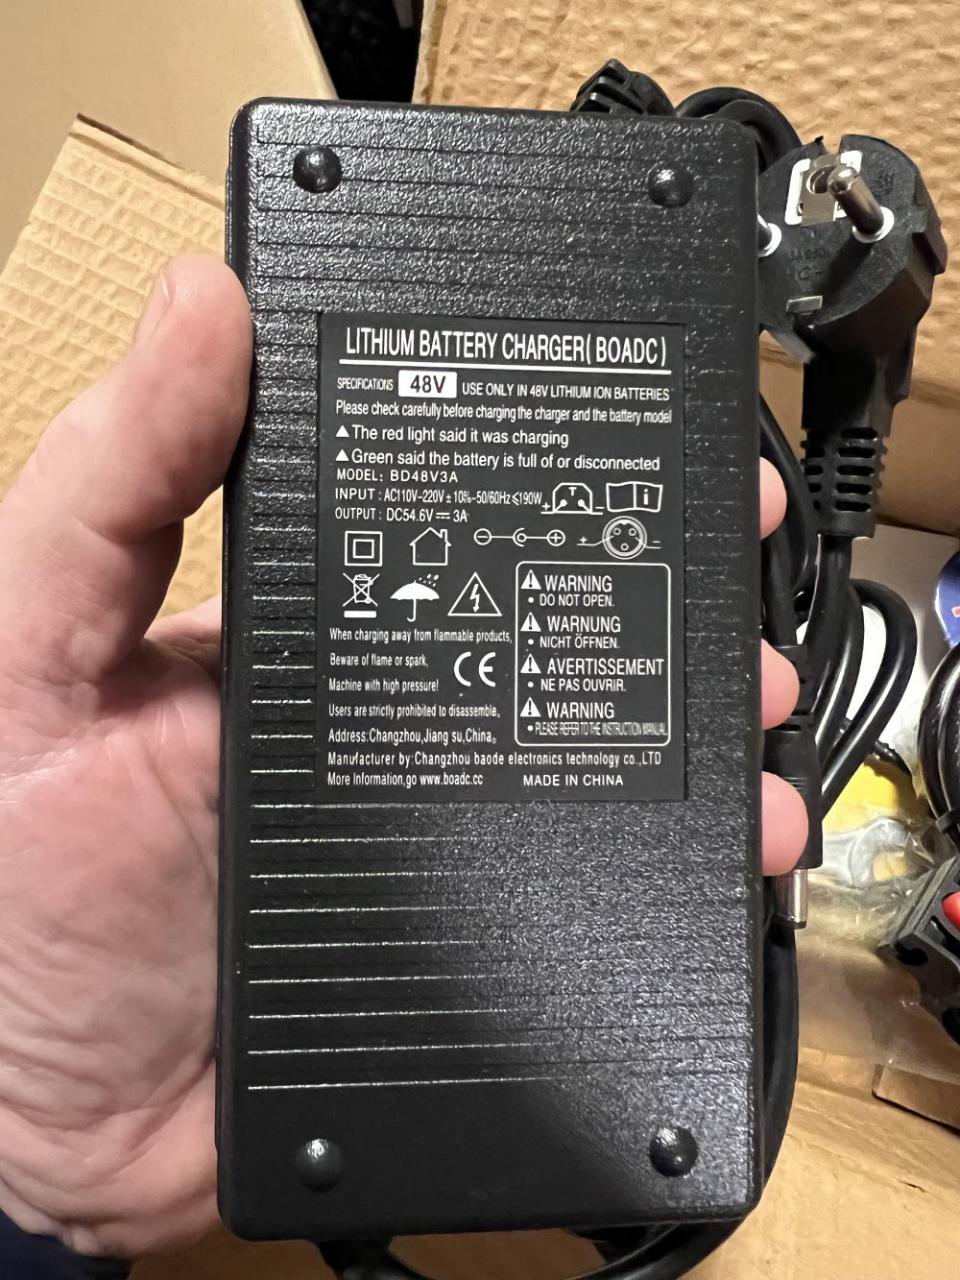 LITHIUM BATTERY CHARGER(BOADC)
SPECIFICATIONS 48V USE ONLY IN 48V LITHIUM ION BATTERIES
Please check carefully before charging the charger and the battery model
▲The red light said it was charging
▲Green said the battery is full of or disconnected
MODEL: BD48V3A
INPUT: AC110V-220V±10%~50/60Hz≤190W
OUTPUT: DC54.6V⎓3A
+ T −
i
+ −
When charging away from flammable products,
Beware of flame or spark,
Machine with high pressure!
CE
Users are strictly prohibited to disassemble。
Address:Changzhou,Jiang su,China。
WARNING
• DO NOT OPEN.
WARNUNG
• NICHT ÖFFNEN.
AVERTISSEMENT
• NE PAS OUVRIR.
WARNING
• PLEASE REFER TO THE INSTRUCTION MANUAL
Manufacturer by:Changzhou baode electronics technology co.,LTD
More Information,go www.boadc.cc MADE IN CHINA